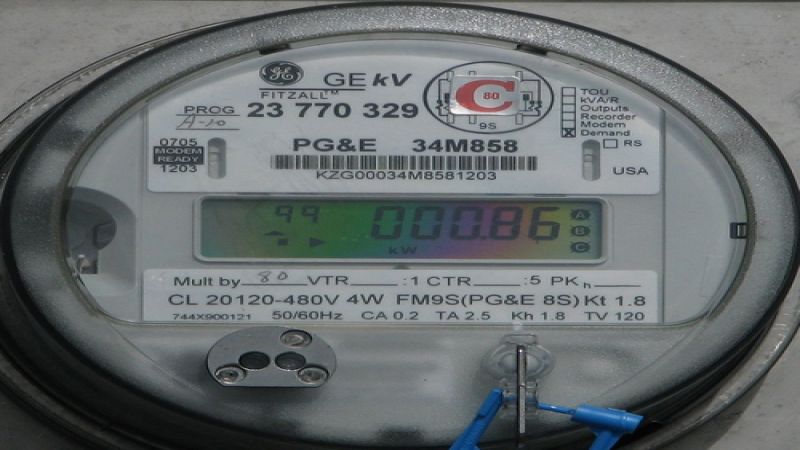 GE
GE kV
FITZALL™
PROG 23 770 329
A-10
C 80
9S
TOU
kVA/R
Outputs
Recorder
Modem
X Demand
RS
0705
MODEM
READY
1203
PG&E 34M858
KZG00034M8581203
USA
99 000.86
kW
A
B
C
Mult by 80 VTR :1 CTR :5 PKh
CL 20120-480V 4W FM9S(PG&E 8S) Kt 1.8
744X900121 50/60Hz CA 0.2 TA 2.5 Kh 1.8 TV 120